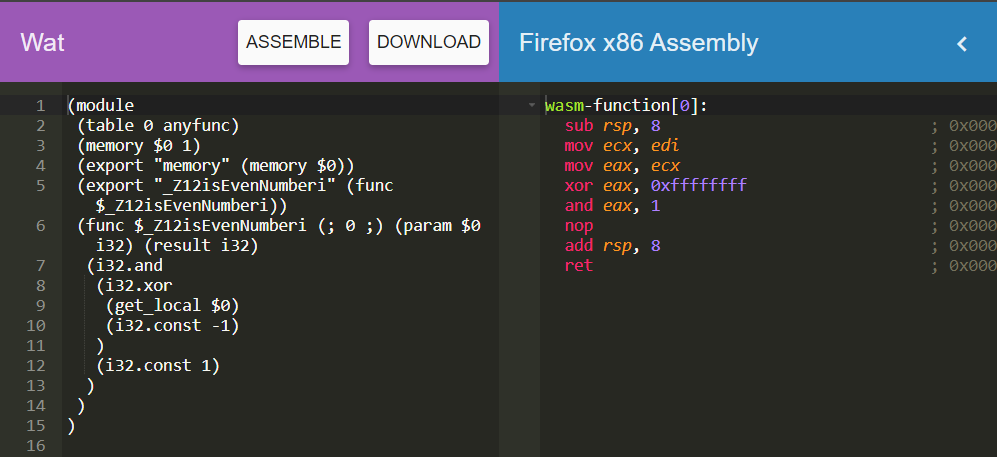 Wat
ASSEMBLE
DOWNLOAD
1 (module
2 (table 0 anyfunc)
3 (memory $0 1)
4 (export "memory" (memory $0))
5 (export "_Z12isEvenNumberi" (func
$_Z12isEvenNumberi))
6 (func $_Z12isEvenNumberi (; 0 ;) (param $0
i32) (result i32)
7 (i32.and
8 (i32.xor
9 (get_local $0)
10 (i32.const -1)
11 )
12 (i32.const 1)
13 )
14 )
15 )
16
Firefox x86 Assembly
wasm-function[0]:
sub rsp, 8 ; 0x000
mov ecx, edi ; 0x000
mov eax, ecx ; 0x000
xor eax, 0xffffffff ; 0x000
and eax, 1 ; 0x000
nop ; 0x000
add rsp, 8 ; 0x000
ret ; 0x000